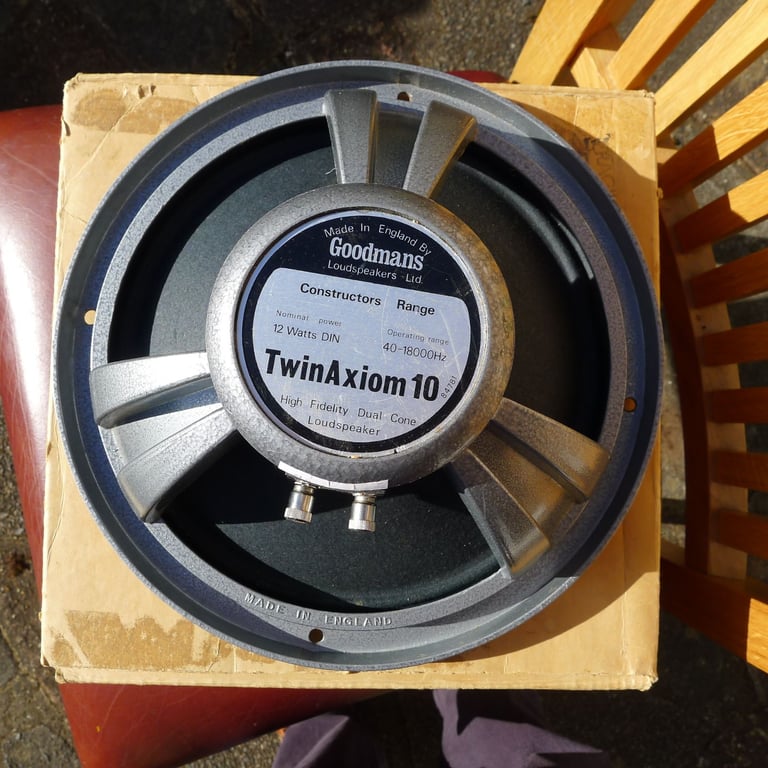 Made In England By
Goodmans
Loudspeakers Ltd.
Constructors Range
Nominal power
12 Watts DIN
Operating range
40-18000Hz
TwinAxiom 10
84781
High Fidelity Dual Cone
Loudspeaker
MADE IN ENGLAND